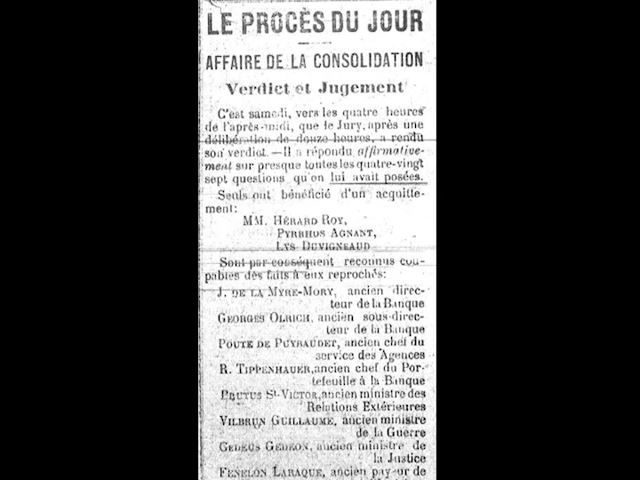 LE PROCÈS DU JOUR
AFFAIRE DE LA CONSOLIDATION
Verdict et Jugement
C'est samedi, vers les quatre heures
de l'après-midi, que le Jury, après une
délibération de douze heures, a rendu
son verdict. —Il a répondu affirmative-
ment sur presque toutes les quatre-vingt
sept questions qu'on lui avait posées.
Seuls ont bénéficié d'un acquitte-
ment:
MM. HÉRARD ROY,
PYRRHOS AGNANT,
LYS DUVIGNEAUD
Sont par conséquent reconnus cou-
pables des faits à eux reprochés:
J. DE LA MYRE-MORY, ancien direc-
teur de la Banque
GEORGES OLRICH, ancien sous-direc-
teur de la Banque
POUTE DE PUYBAUDET, ancien chef du
service des Agences
R. TIPPENHAUER, ancien chef du Por-
tefeuille à la Banque
BRUTUS St-VICTOR, ancien ministre des
Relations Extérieures
VILBRUN GUILLAUME, ancien ministre
de la Guerre
GEDEUS GEDEON, ancien ministre de
la Justice
FENELON LARAQUE, ancien payeur de